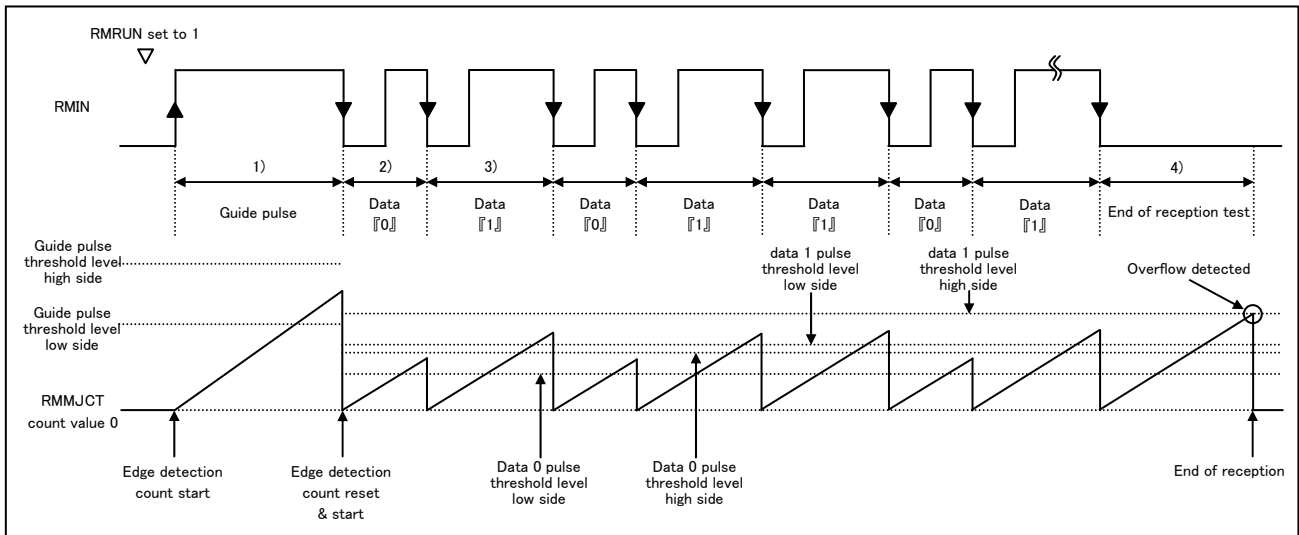 RMRUN set to 1
RMIN
1)
2)
3)
4)
Guide pulse
Data
『0』
Data
『1』
Data
『0』
Data
『1』
Data
『1』
Data
『0』
Data
『1』
End of reception test
Guide pulse
threshold level
high side
data 1 pulse
threshold level
low side
data 1 pulse
threshold level
high side
Overflow detected
Guide pulse
threshold level
low side
RMMJCT
count value 0
Edge detection
count start
Edge detection
count reset
& start
Data 0 pulse
threshold level
low side
Data 0 pulse
threshold level
high side
End of reception